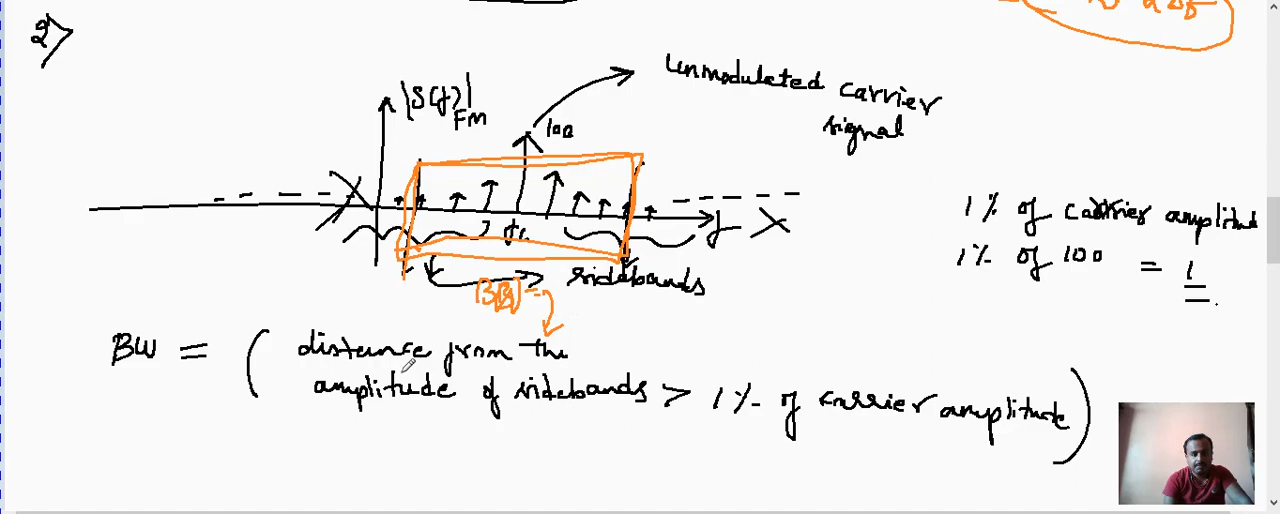 2>
unmodulated carrier
signal
|S(f)|
FM
100
1% of carrier amplitude
1% of 100 = 1
fc
f
sidebands
BW
BW = ( distance from the
amplitude of sidebands > 1% of carrier amplitude )